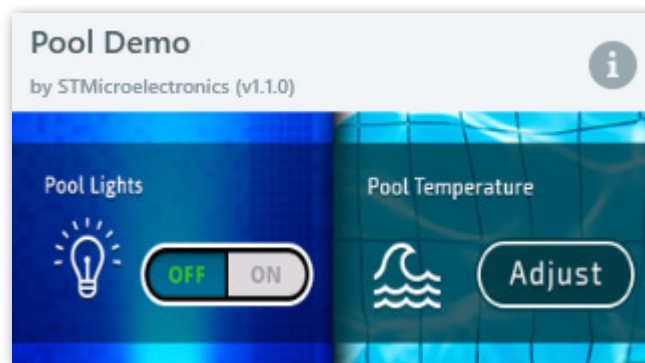 Pool Demo
by STMicroelectronics (v1.1.0)
Pool Lights
OFF ON
Pool Temperature
Adjust